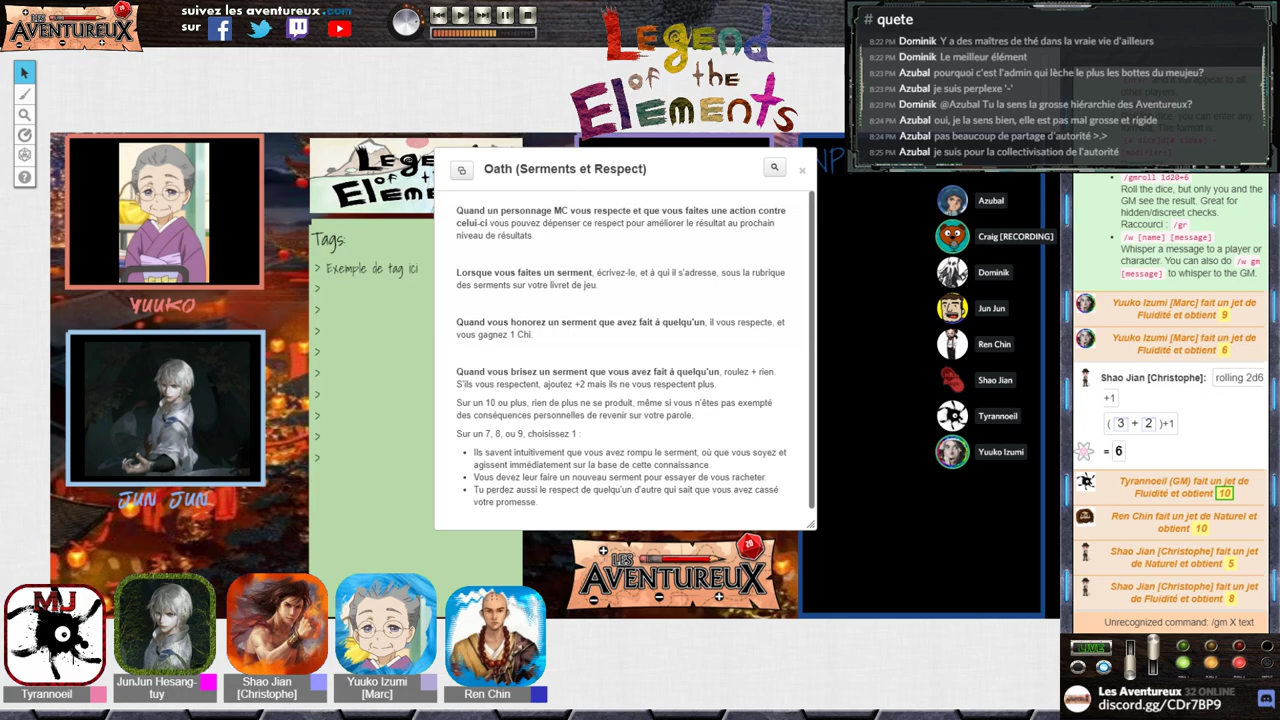 LES
AVENTUREUX
20
suivez les aventureux .com
sur
Legend
of the
Elements
# quete
8:22 PM Dominik Y a des maîtres de thé dans la vraie vie d'ailleurs
8:22 PM Dominik Le meilleur élément
8:23 PM Azubal pourquoi c'est l'admin qui lèche le plus les bottes du meujeu?
8:23 PM Azubal je suis perplexe '-'
8:23 PM Dominik @Azubal Tu la sens la grosse hiérarchie des Aventureux?
8:24 PM Azubal oui, je la sens bien, elle est pas mal grosse et rigide
8:24 PM Azubal pas beaucoup de partage d'autorité >.>
8:25 PM Azubal je suis pour la collectivisation de l'autorité
YUUKO
JUN JUN
Tags:
> Exemple de tag ici
>
>
>
>
>
>
>
>
>
Oath (Serments et Respect)
Quand un personnage MC vous respecte et que vous faites une action contre
celui-ci vous pouvez dépenser ce respect pour améliorer le résultat au prochain
niveau de résultats.
Lorsque vous faites un serment, écrivez-le, et à qui il s'adresse, sous la rubrique
des serments sur votre livret de jeu.
Quand vous honorez un serment que avez fait à quelqu'un, il vous respecte, et
vous gagnez 1 Chi.
Quand vous brisez un serment que vous avez fait à quelqu'un, roulez + rien.
S'ils vous respectent, ajoutez +2 mais ils ne vous respectent plus.
Sur un 10 ou plus, rien de plus ne se produit, même si vous n'êtes pas exempté
des conséquences personnelles de revenir sur votre parole.
Sur un 7, 8, ou 9, choisissez 1 :
• Ils savent intuitivement que vous avez rompu le serment, où que vous soyez et
agissent immédiatement sur la base de cette connaissance.
• Vous devez leur faire un nouveau serment pour essayer de vous racheter.
• Tu perdez aussi le respect de quelqu'un d'autre qui sait que vous avez cassé
votre promesse.
LES
AVENTUREUX
20
Azubal
Craig [RECORDING]
Dominik
Jun Jun
Ren Chin
Shao Jian
Tyrannoeil
Yuuko Izumi
/gmroll 1d20+6
Roll the dice, but only you and the
GM see the result. Great for
hidden/discreet checks.
Raccourci : /gr
• /w [name] [message]
Whisper a message to a player or
character. You can also do /w gm
[message] to whisper to the GM.
Yuuko Izumi [Marc] fait un jet de
Fluidité et obtient 9
Yuuko Izumi [Marc] fait un jet de
Fluidité et obtient 6
Shao Jian [Christophe]: rolling 2d6
+1
( 3 + 2 )+1
= 6
Tyrannoeil (GM) fait un jet de
Fluidité et obtient 10
Ren Chin fait un jet de Naturel et
obtient 10
Shao Jian [Christophe] fait un jet
de Naturel et obtient 5
Shao Jian [Christophe] fait un jet
de Fluidité et obtient 8
Unrecognized command: /gm X text
MJ
Tyrannoeil
JunJun Hesang-
tuy
Shao Jian
[Christophe]
Yuuko Izumi
[Marc]
Ren Chin
LIVE
Les Aventureux 32 ONLINE
discord.gg/CDr7BP9